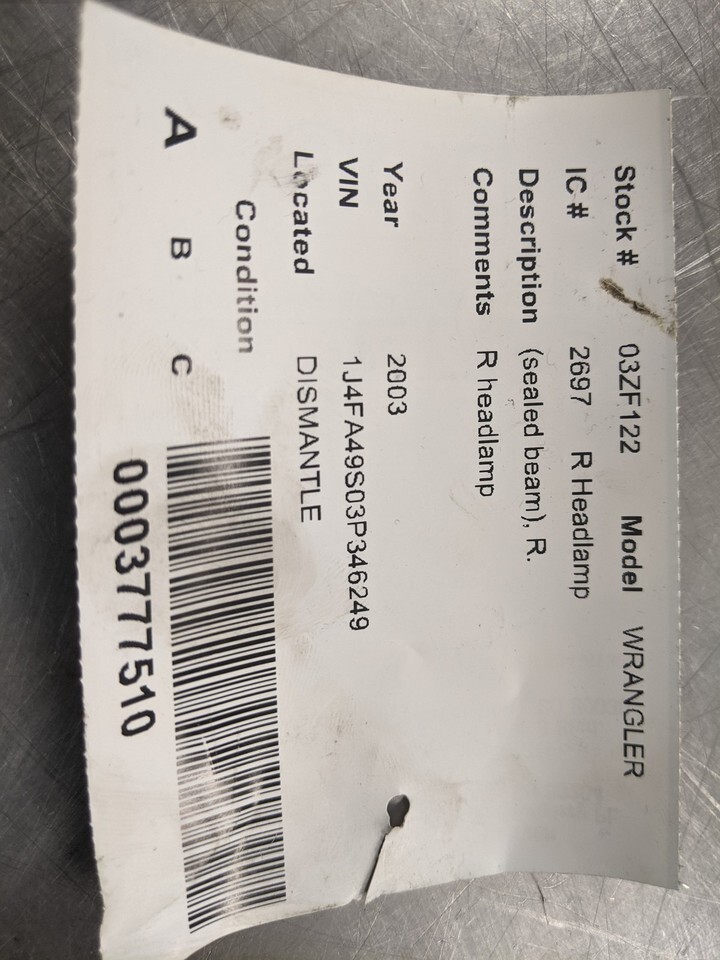 Stock # 03ZF122 Model WRANGLER
IC # 2697 R Headlamp
Description (sealed beam), R.
Comments R headlamp
Year 2003
VIN 1J4FA49S03P346249
Located DISMANTLE
Condition
A B C
0003777510